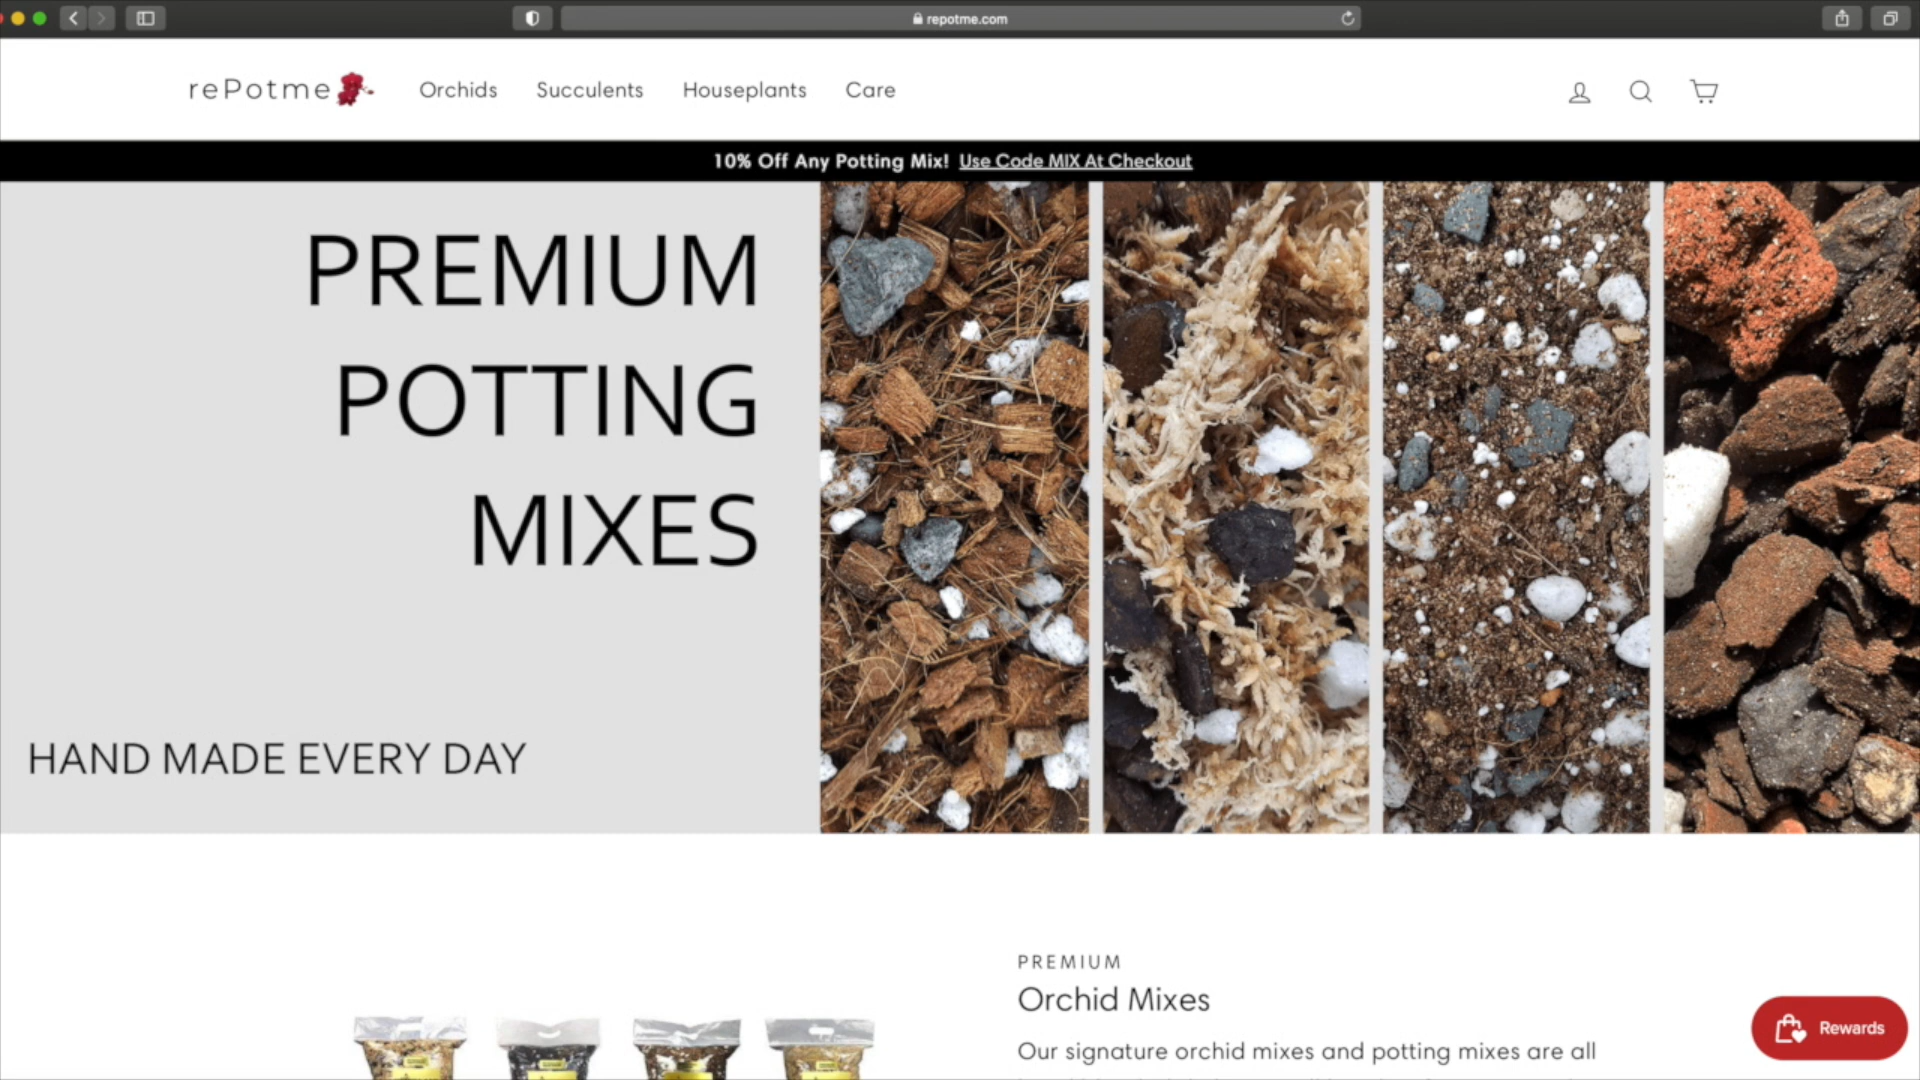 repotme.com
rePotme Orchids Succulents Houseplants Care
10% Off Any Potting Mix! Use Code MIX At Checkout
PREMIUM
POTTING
MIXES
HAND MADE EVERY DAY
PREMIUM
Orchid Mixes
Our signature orchid mixes and potting mixes are all
Rewards